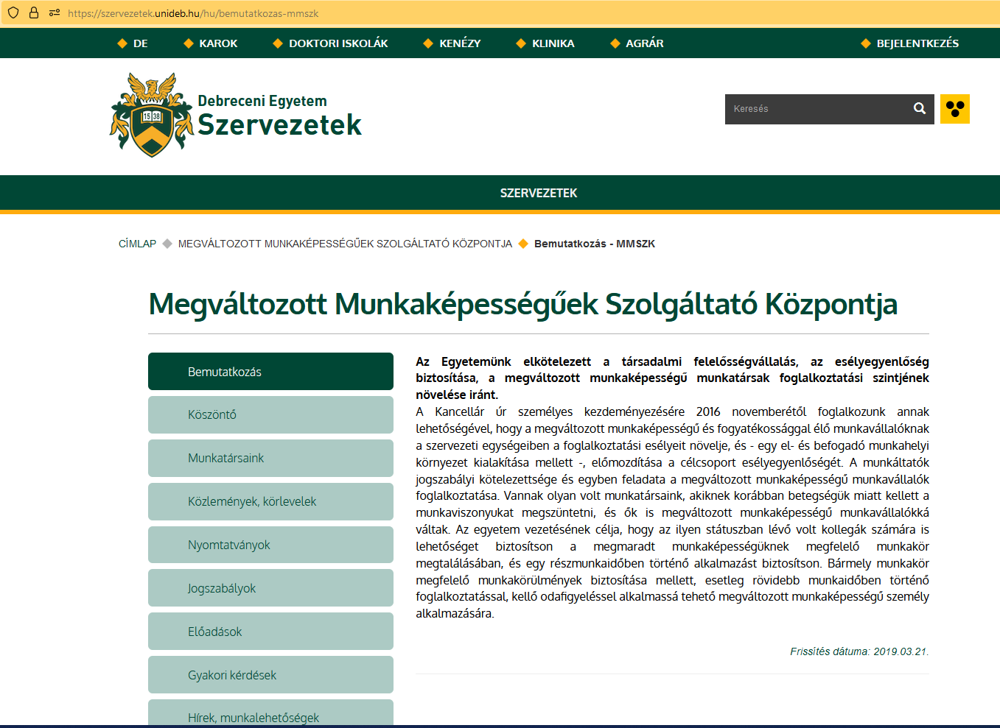 https://szervezetek.unideb.hu/hu/bemutatkozas-mmszk
DE
KAROK
DOKTORI ISKOLÁK
KENÉZY
KLINIKA
AGRÁR
BEJELENTKEZÉS
15 38
Debreceni Egyetem
Szervezetek
Keresés
SZERVEZETEK
CÍMLAP MEGVÁLTOZOTT MUNKAKÉPESSÉGŰEK SZOLGÁLTATÓ KÖZPONTJA Bemutatkozás - MMSZK
Megváltozott Munkaképességűek Szolgáltató Központja
Bemutatkozás
Köszöntő
Munkatársaink
Közlemények, körlevelek
Nyomtatványok
Jogszabályok
Előadások
Gyakori kérdések
Hírek, munkalehetőségek
Az Egyetemünk elkötelezett a társadalmi felelősségvállalás, az esélyegyenlőség
biztosítása, a megváltozott munkaképességű munkatársak foglalkoztatási szintjének
növelése iránt.
A Kancellár úr személyes kezdeményezésére 2016 novemberétől foglalkozunk annak
lehetőségével, hogy a megváltozott munkaképességű és fogyatékossággal élő munkavállalóknak
a szervezeti egységeiben a foglalkoztatási esélyeit növelje, és - egy el- és befogadó munkahelyi
környezet kialakítása mellett -, előmozdítása a célcsoport esélyegyenlőségét. A munkáltatók
jogszabályi kötelezettsége és egyben feladata a megváltozott munkaképességű munkavállalók
foglalkoztatása. Vannak olyan volt munkatársaink, akiknek korábban betegségük miatt kellett a
munkaviszonyukat megszüntetni, és ők is megváltozott munkaképességű munkavállalókká
váltak. Az egyetem vezetésének célja, hogy az ilyen státuszban lévő volt kollegák számára is
lehetőséget biztosítson a megmaradt munkaképességüknek megfelelő munkakör
megtalálásában, és egy részmunkaidőben történő alkalmazást biztosítson. Bármely munkakör
megfelelő munkakörülmények biztosítása mellett, esetleg rövidebb munkaidőben történő
foglalkoztatással, kellő odafigyeléssel alkalmassá tehető megváltozott munkaképességű személy
alkalmazására.
Frissítés dátuma: 2019.03.21.